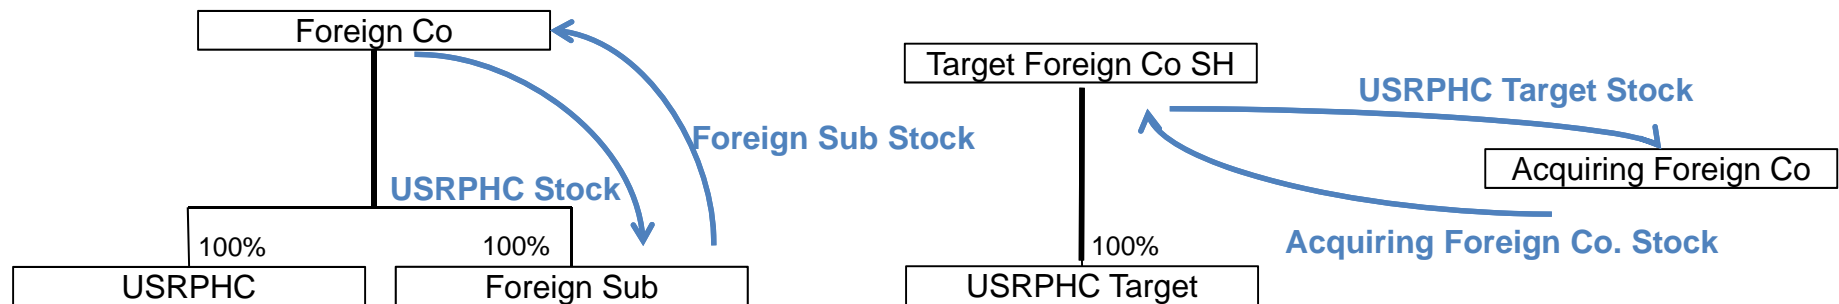 Foreign Co
Foreign Sub Stock
USRPHC Stock
100%
100%
USRPHC
Foreign Sub
Target Foreign Co SH
USRPHC Target Stock
Acquiring Foreign Co
Acquiring Foreign Co. Stock
100%
USRPHC Target